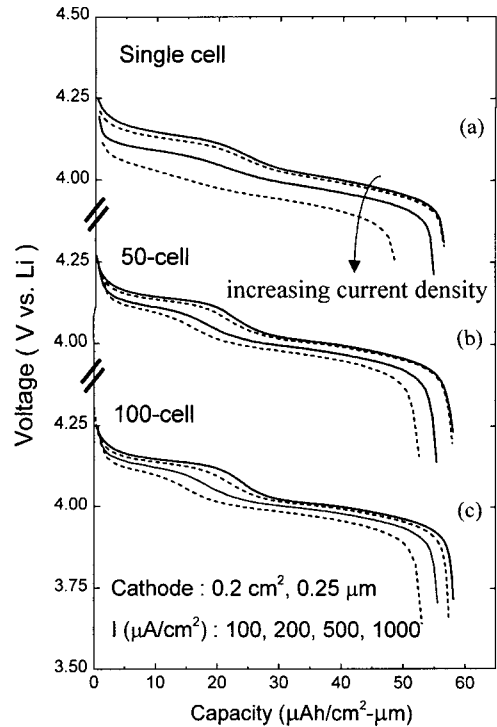 4.50
Single cell
4.25
(a)
4.00
increasing current density
50-cell
4.25
4.00
(b)
100-cell
4.25
4.00
(c)
3.75
Cathode : 0.2 cm², 0.25 μm
I (μA/cm²) : 100, 200, 500, 1000
3.50
0 10 20 30 40 50 60
Capacity (μAh/cm²-μm)
Voltage ( V vs. Li )